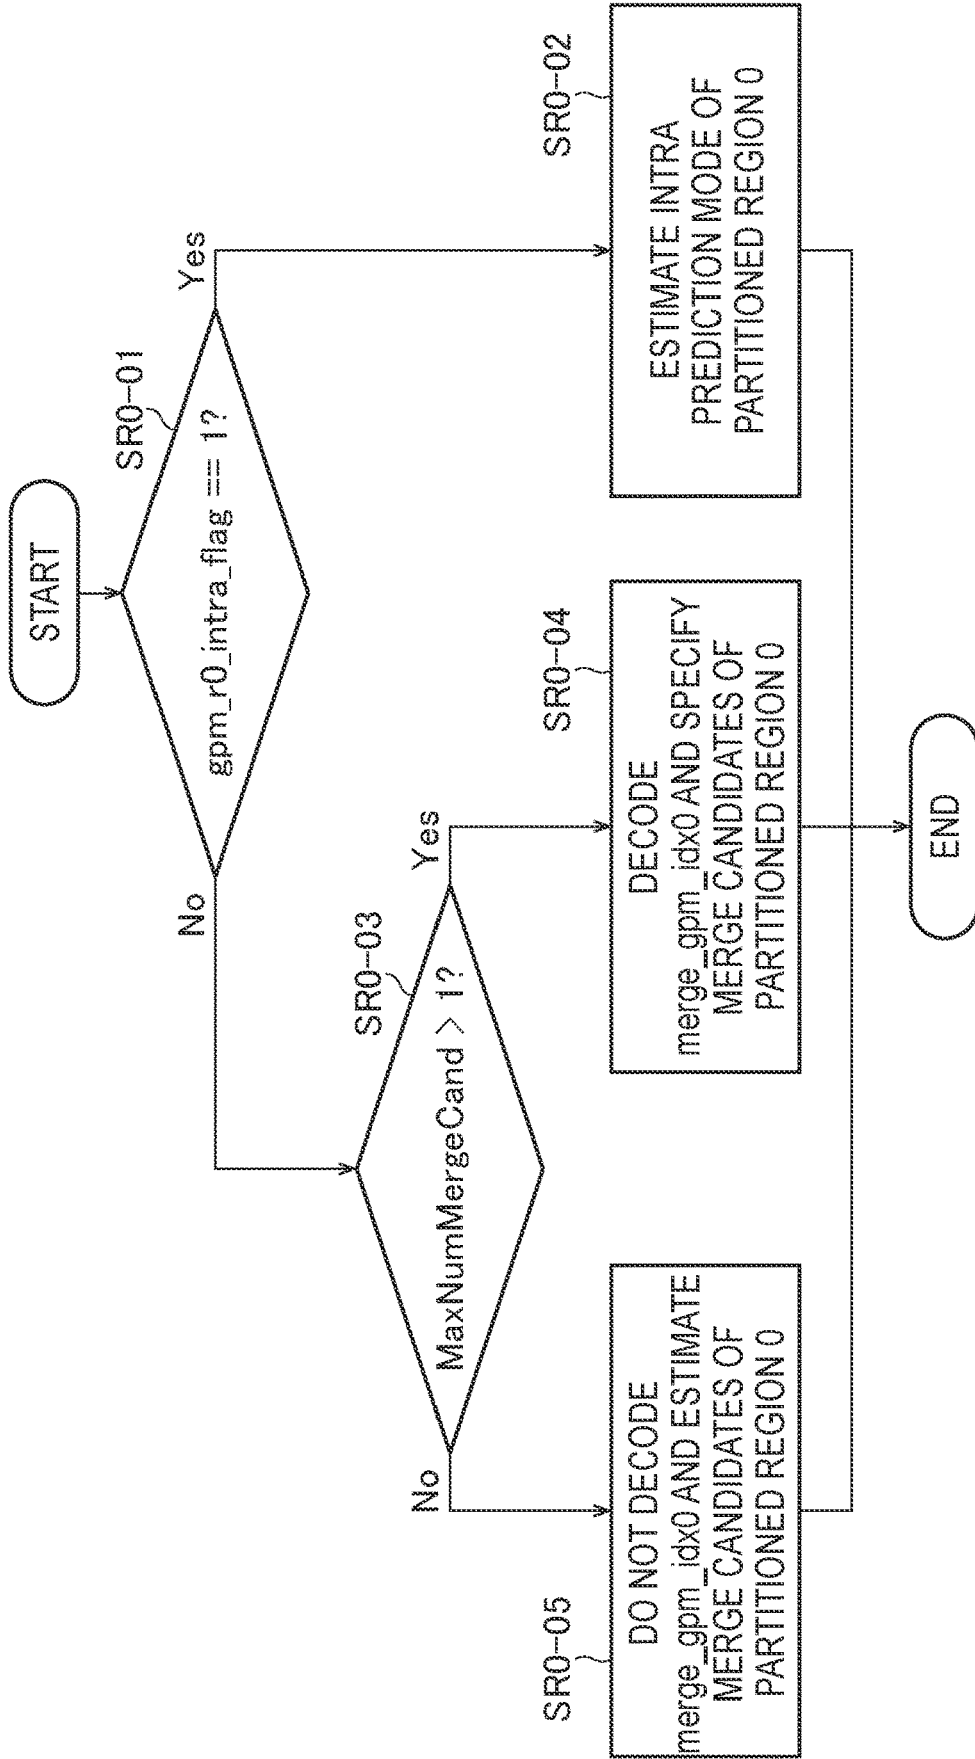 START
SR0-01
gpm_r0_intra_flag == 1?
Yes
No
SR0-02
ESTIMATE INTRA
PREDICTION MODE OF
PARTITIONED REGION 0
SR0-03
MaxNumMergeCand > 1?
Yes
No
SR0-04
DECODE
merge_gpm_idx0 AND SPECIFY
MERGE CANDIDATES OF
PARTITIONED REGION 0
SR0-05
DO NOT DECODE
merge_gpm_idx0 AND ESTIMATE
MERGE CANDIDATES OF
PARTITIONED REGION 0
END